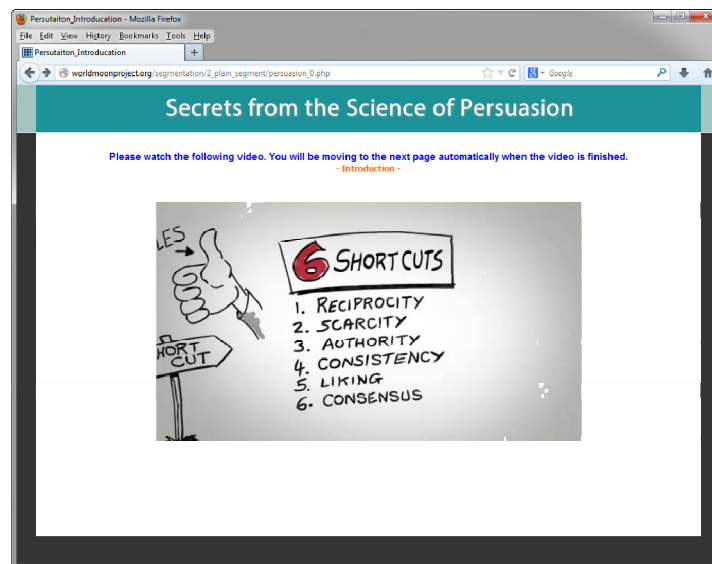 Persutaiton_Introducation - Mozilla Firefox
File Edit View History Bookmarks Tools Help
Persutaiton_Introducation
worldmoonproject.org/segmentation/2_plain_segment/persuasion_0.php
Google
Secrets from the Science of Persuasion
Please watch the following video. You will be moving to the next page automatically when the video is finished.
- Introduction -
LES
6 SHORTCUTS
1. RECIPROCITY
2. SCARCITY
3. AUTHORITY
4. CONSISTENCY
5. LIKING
6. CONSENSUS
HORT
CUT